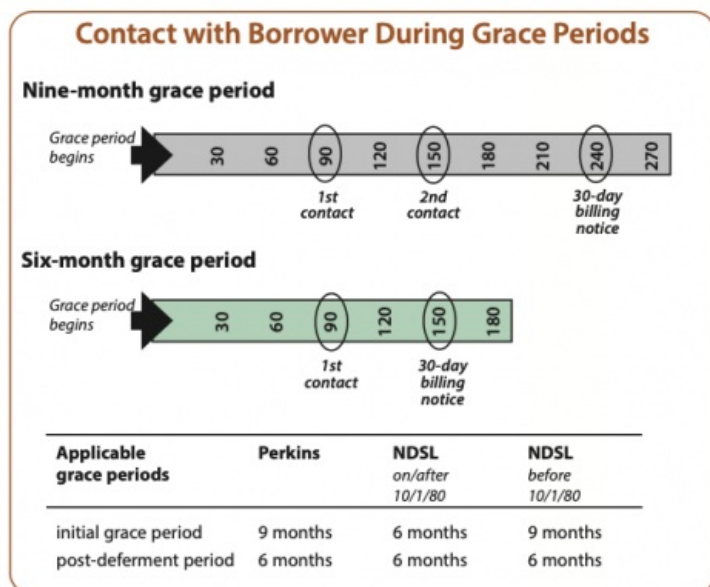 Contact with Borrower During Grace Periods
Nine-month grace period
Grace period
begins
30 60 90 120 150 180 210 240 270
1st
contact
2nd
contact
30-day
billing
notice
Six-month grace period
Grace period
begins
30 60 90 120 150 180
1st
contact
30-day
billing
notice
Applicable
grace periods
Perkins
NDSL
on/after
10/1/80
NDSL
before
10/1/80
initial grace period 9 months 6 months 9 months
post-deferment period 6 months 6 months 6 months